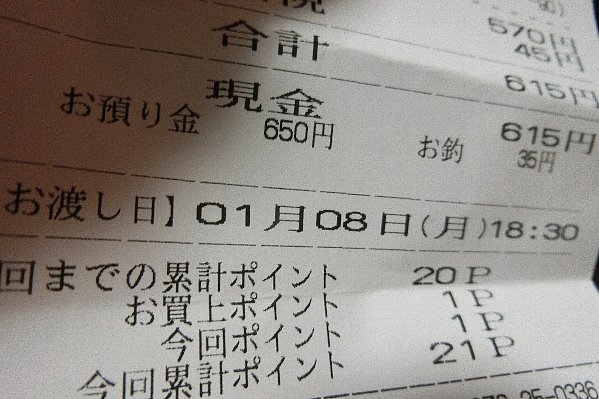 90)
税 570円
合計 45円
615円
現金 615円
お預り金 650円 お釣 35円
お渡し日】01月08日(月)18:30
回までの累計ポイント 20P
お買上ポイント 1P
今回ポイント 1P
今回累計ポイント 21P
25-0336